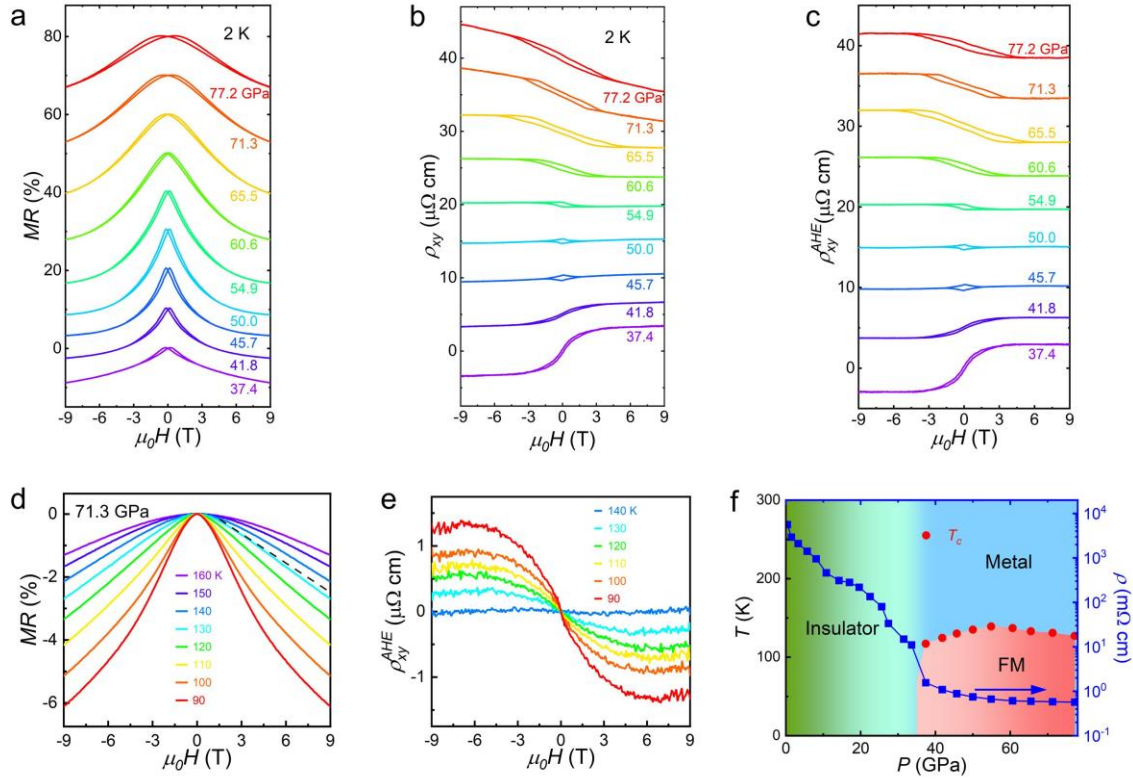 a
2 K
80
60
40
20
0
MR (%)
77.2 GPa
71.3
65.5
60.6
54.9
50.0
45.7
41.8
37.4
-9 -6 -3 0 3 6 9
μ₀H (T)
b
2 K
40
30
20
10
0
ρxy (μΩ cm)
77.2 GPa
71.3
65.5
60.6
54.9
50.0
45.7
41.8
37.4
-9 -6 -3 0 3 6 9
μ₀H (T)
c
40
30
20
10
0
ρxy^AHE (μΩ cm)
77.2 GPa
71.3
65.5
60.6
54.9
50.0
45.7
41.8
37.4
-9 -6 -3 0 3 6 9
μ₀H (T)
d
71.3 GPa
0
-2
-4
-6
MR (%)
160 K
150
140
130
120
110
100
90
-9 -6 -3 0 3 6 9
μ₀H (T)
e
1
0
-1
ρxy^AHE (μΩ cm)
140 K
130
120
110
100
90
-9 -6 -3 0 3 6 9
μ₀H (T)
f
300
250
200
150
100
50
0
T (K)
Tc
Insulator
Metal
FM
10⁴
10³
10²
10¹
10⁰
10⁻¹
ρ (mΩ cm)
0 20 40 60
P (GPa)